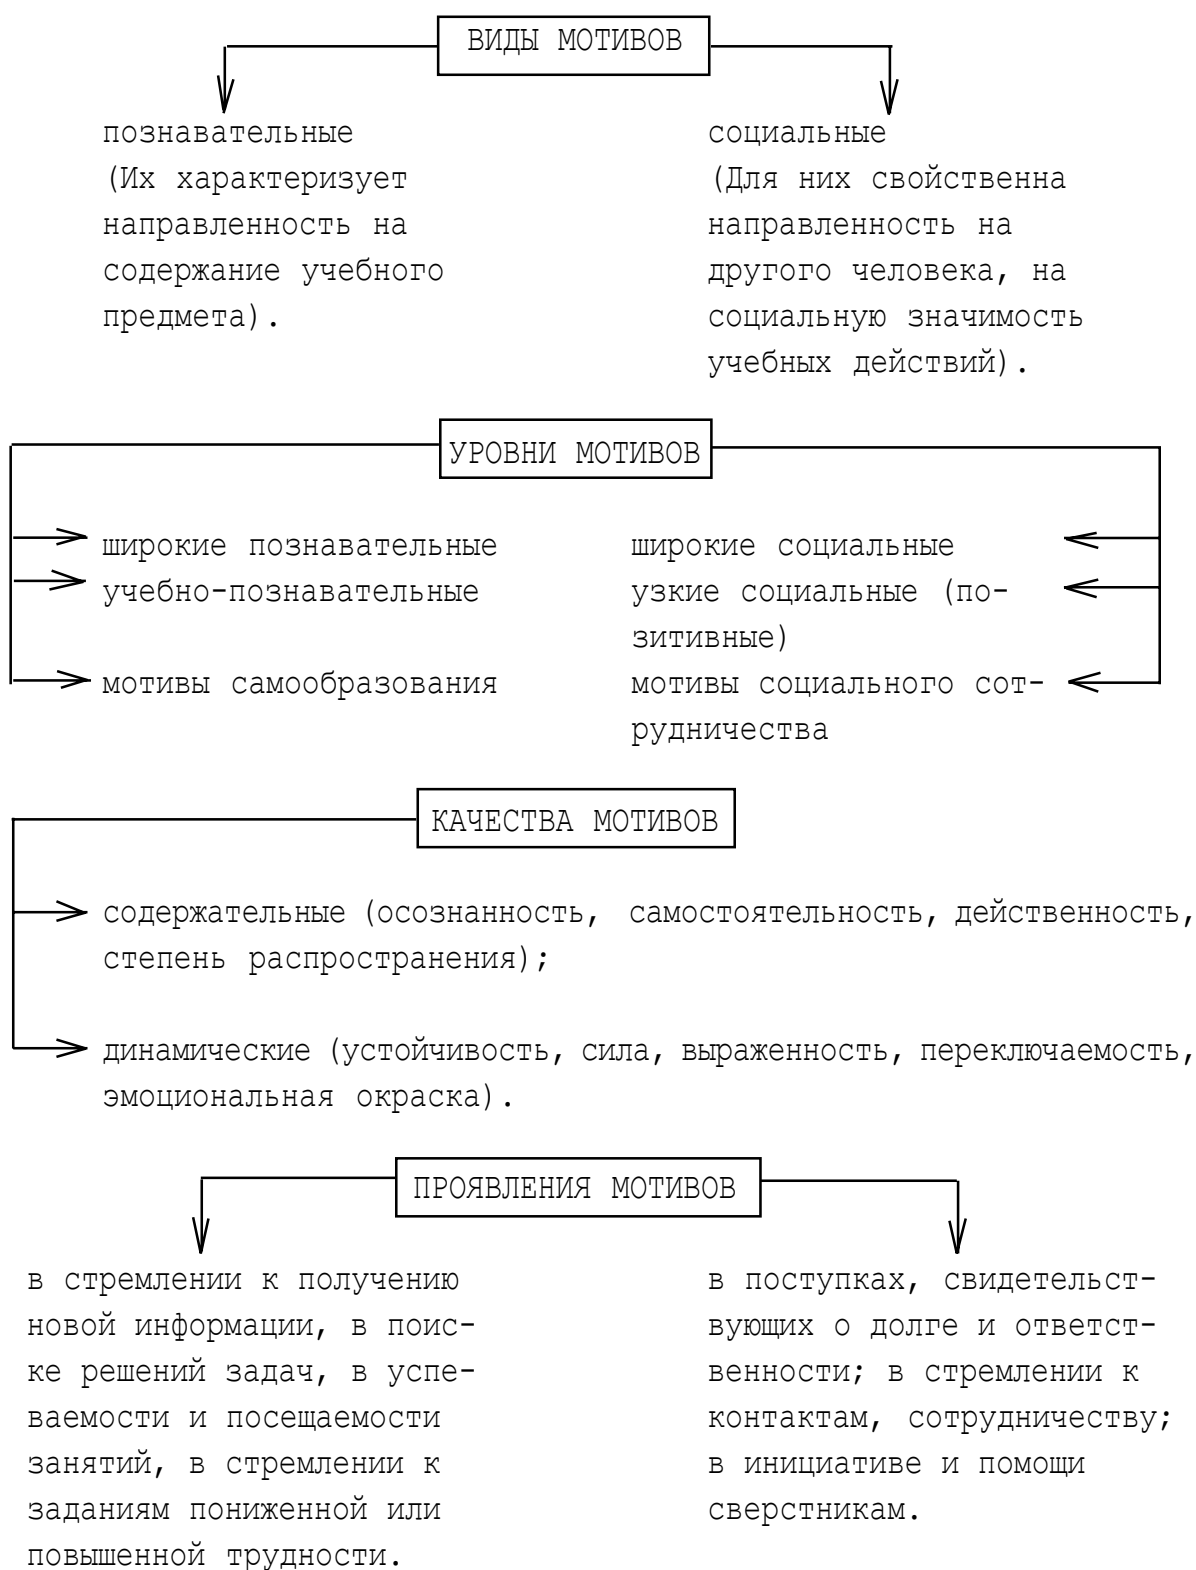 ВИДЫ МОТИВОВ
познавательные
(Их характеризует
направленность на
содержание учебного
предмета).
социальные
(Для них свойственна
направленность на
другого человека, на
социальную значимость
учебных действий).
УРОВНИ МОТИВОВ
широкие познавательные
учебно-познавательные
мотивы самообразования
широкие социальные
узкие социальные (по-
зитивные)
мотивы социального сот-
рудничества
КАЧЕСТВА МОТИВОВ
содержательные (осознанность, самостоятельность, действенность,
степень распространения);
динамические (устойчивость, сила, выраженность, переключаемость,
эмоциональная окраска).
ПРОЯВЛЕНИЯ МОТИВОВ
в стремлении к получению
новой информации, в поис-
ке решений задач, в успе-
ваемости и посещаемости
занятий, в стремлении к
заданиям пониженной или
повышенной трудности.
в поступках, свидетельст-
вующих о долге и ответст-
венности; в стремлении к
контактам, сотрудничеству;
в инициативе и помощи
сверстникам.